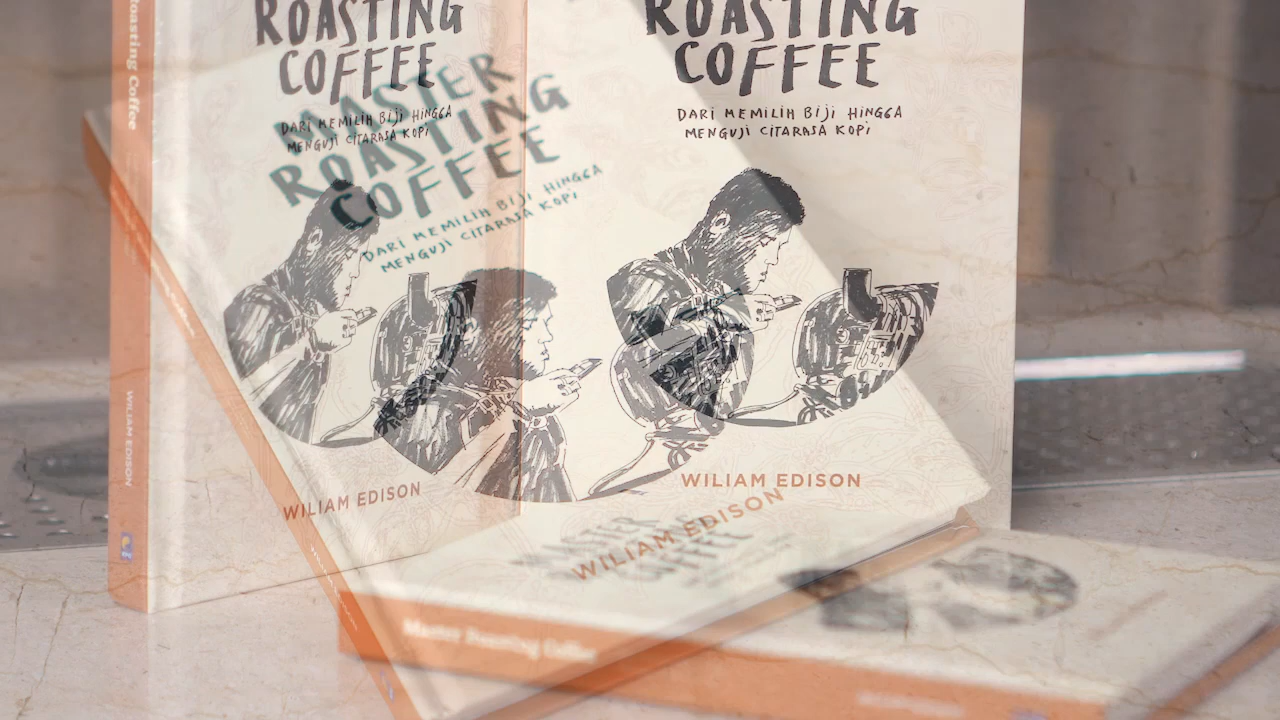 Roasting Coffee
WILIAM EDISON
ROASTING
COFFEE
DARI MEMILIH BIJI HINGGA
MENGUJI CITARASA KOPI
WILIAM EDISON
MASTER
ROASTING
COFFEE
DARI MEMILIH BIJI HINGGA
MENGUJI CITARASA KOPI
WILIAM EDISON
ROASTING
COFFEE
DARI MEMILIH BIJI HINGGA
MENGUJI CITARASA KOPI
WILIAM EDISON
MASTER
COFFEE
Master Roasting Coffee